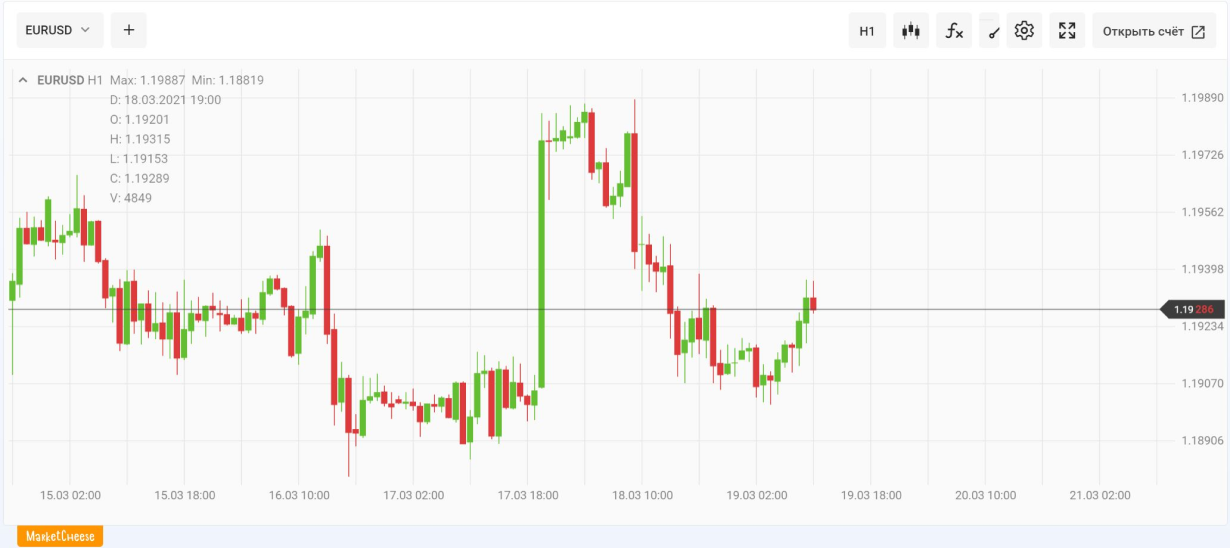 EURUSD
+
H1
fx
Открыть счёт
EURUSD H1 Max: 1.19887 Min: 1.18819
D: 18.03.2021 19:00
O: 1.19201
H: 1.19315
L: 1.19153
C: 1.19289
V: 4849
1.19890
1.19726
1.19562
1.19398
1.19286
1.19234
1.19070
1.18906
15.03 02:00 15.03 18:00 16.03 10:00 17.03 02:00 17.03 18:00 18.03 10:00 19.03 02:00 19.03 18:00 20.03 10:00 21.03 02:00
MarketCheese